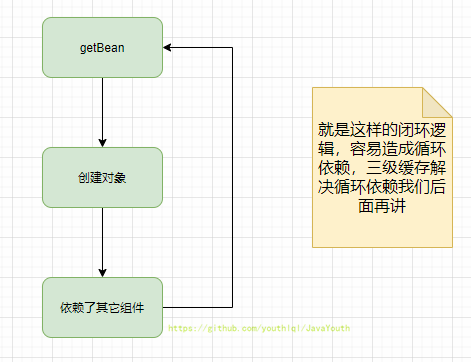 getBean
创建对象
依赖了其它组件
就是这样的闭环逻
辑，容易造成循环
依赖，三级缓存解
决循环依赖我们后
面再讲
https://github.com/youthlql/JavaYouth